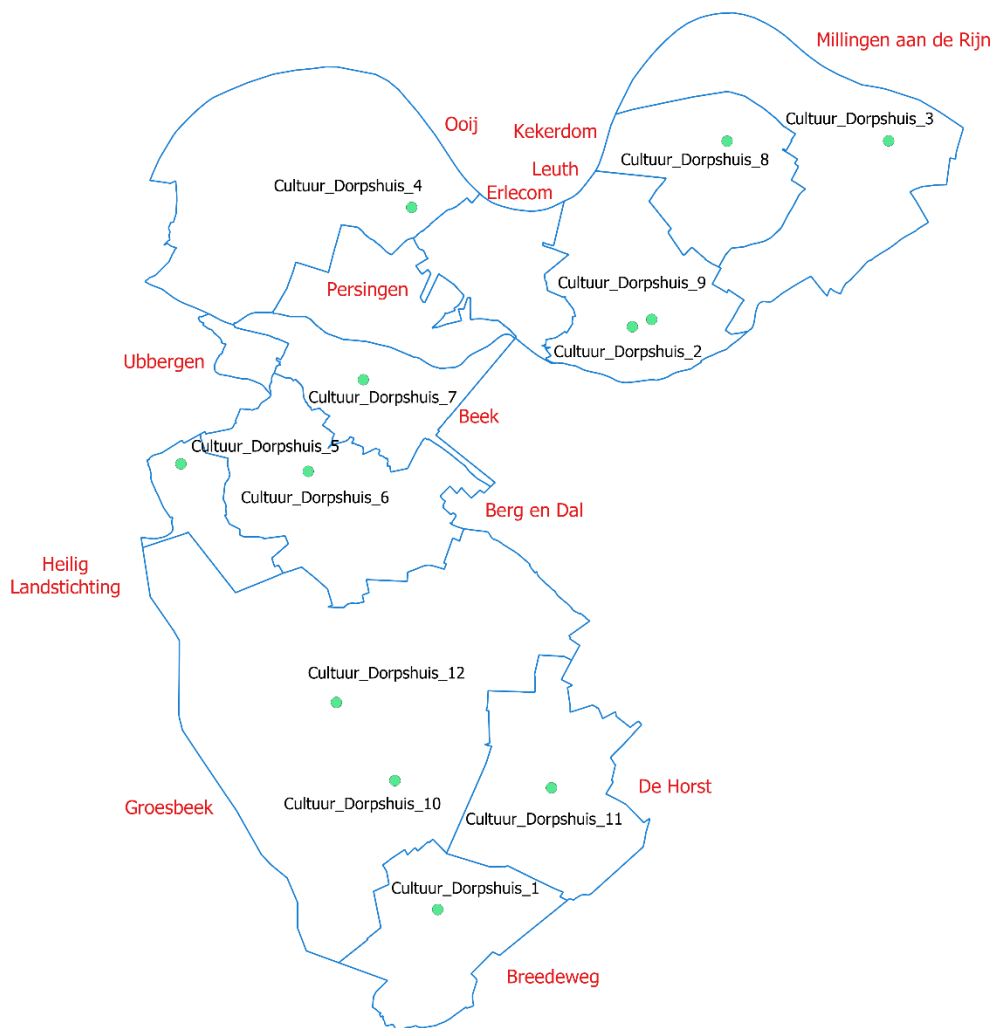 Millingen aan de Rijn
Ooij
Kekerdom
Cultuur_Dorpshuis_3
Cultuur_Dorpshuis_8
Leuth
Cultuur_Dorpshuis_4
Erlecom
Persingen
Cultuur_Dorpshuis_9
Cultuur_Dorpshuis_2
Ubbergen
Cultuur_Dorpshuis_7
Beek
Cultuur_Dorpshuis_5
Cultuur_Dorpshuis_6
Berg en Dal
Heilig
Landstichting
Cultuur_Dorpshuis_12
De Horst
Groesbeek
Cultuur_Dorpshuis_10
Cultuur_Dorpshuis_11
Cultuur_Dorpshuis_1
Breedeweg